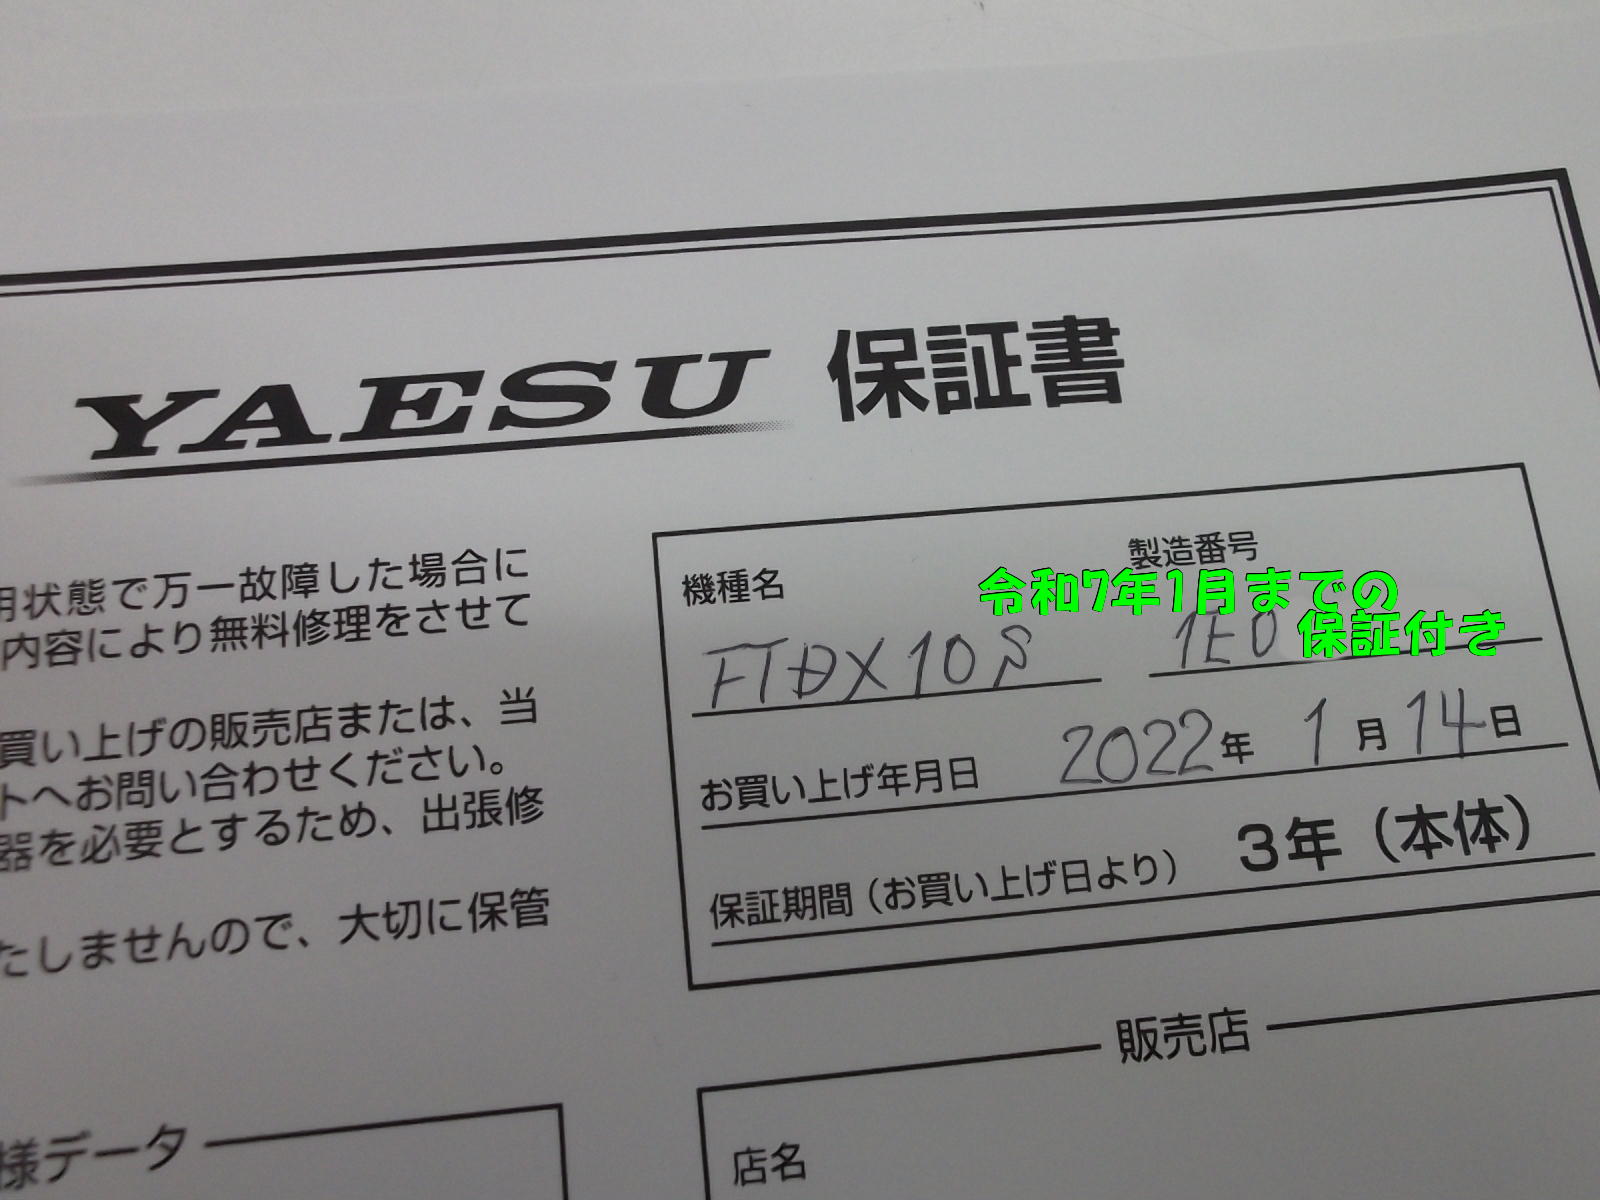 YAESU 保証書
用状態で万一故障した場合に
内容により無料修理をさせて
買い上げの販売店または、当
トへお問い合わせください。
器を必要とするため、出張修
たしませんので、大切に保管
機種名
製造番号
令和7年1月までの
保証付き
FTDX10S
1E0
お買い上げ年月日 2022年 1月14日
保証期間（お買い上げ日より） 3年（本体）
販売店
様データ
店名